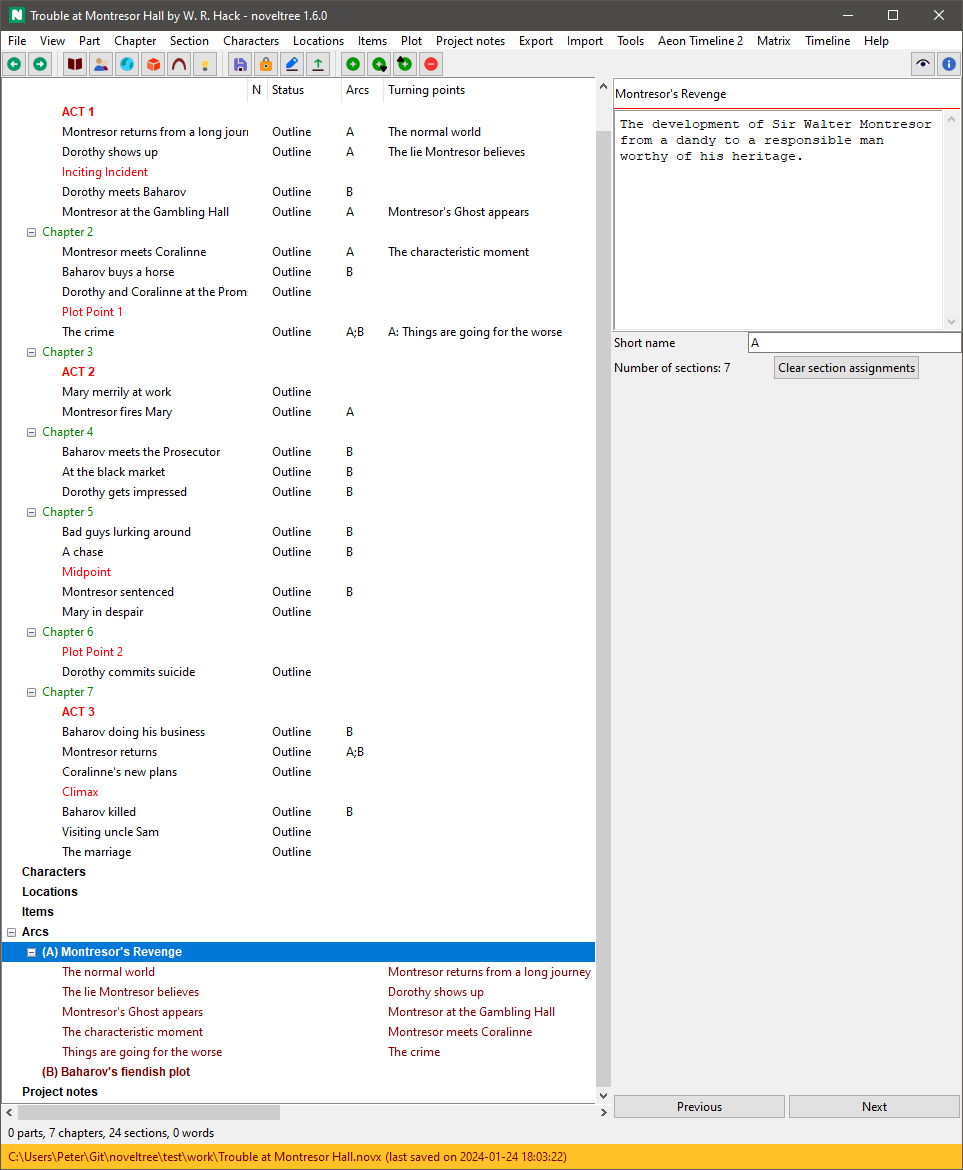 Trouble at Montresor Hall by W. R. Hack - noveltree 1.6.0
File View Part Chapter Section Characters Locations Items Plot Project notes Export Import Tools Aeon Timeline 2 Matrix Timeline Help
N Status Arcs Turning points
ACT 1
Montresor returns from a long jour Outline A The normal world
Dorothy shows up Outline A The lie Montresor believes
Inciting Incident
Dorothy meets Baharov Outline B
Montresor at the Gambling Hall Outline A Montresor's Ghost appears
Chapter 2
Montresor meets Coralinne Outline A The characteristic moment
Baharov buys a horse Outline B
Dorothy and Coralinne at the Prom Outline
Plot Point 1
The crime Outline A;B A: Things are going for the worse
Chapter 3
ACT 2
Mary merrily at work Outline
Montresor fires Mary Outline A
Chapter 4
Baharov meets the Prosecutor Outline B
At the black market Outline B
Dorothy gets impressed Outline B
Chapter 5
Bad guys lurking around Outline B
A chase Outline B
Midpoint
Montresor sentenced Outline B
Mary in despair Outline
Chapter 6
Plot Point 2
Dorothy commits suicide Outline
Chapter 7
ACT 3
Baharov doing his business Outline B
Montresor returns Outline A;B
Coralinne's new plans Outline
Climax
Baharov killed Outline B
Visiting uncle Sam Outline
The marriage Outline
Characters
Locations
Items
Arcs
(A) Montresor's Revenge
The normal world Montresor returns from a long journey
The lie Montresor believes Dorothy shows up
Montresor's Ghost appears Montresor at the Gambling Hall
The characteristic moment Montresor meets Coralinne
Things are going for the worse The crime
(B) Baharov's fiendish plot
Project notes
Montresor's Revenge
The development of Sir Walter Montresor
from a dandy to a responsible man
worthy of his heritage.
Short name A
Number of sections: 7 Clear section assignments
Previous Next
0 parts, 7 chapters, 24 sections, 0 words
C:\Users\Peter\Git\noveltree\test\work\Trouble at Montresor Hall.novx (last saved on 2024-01-24 18:03:22)